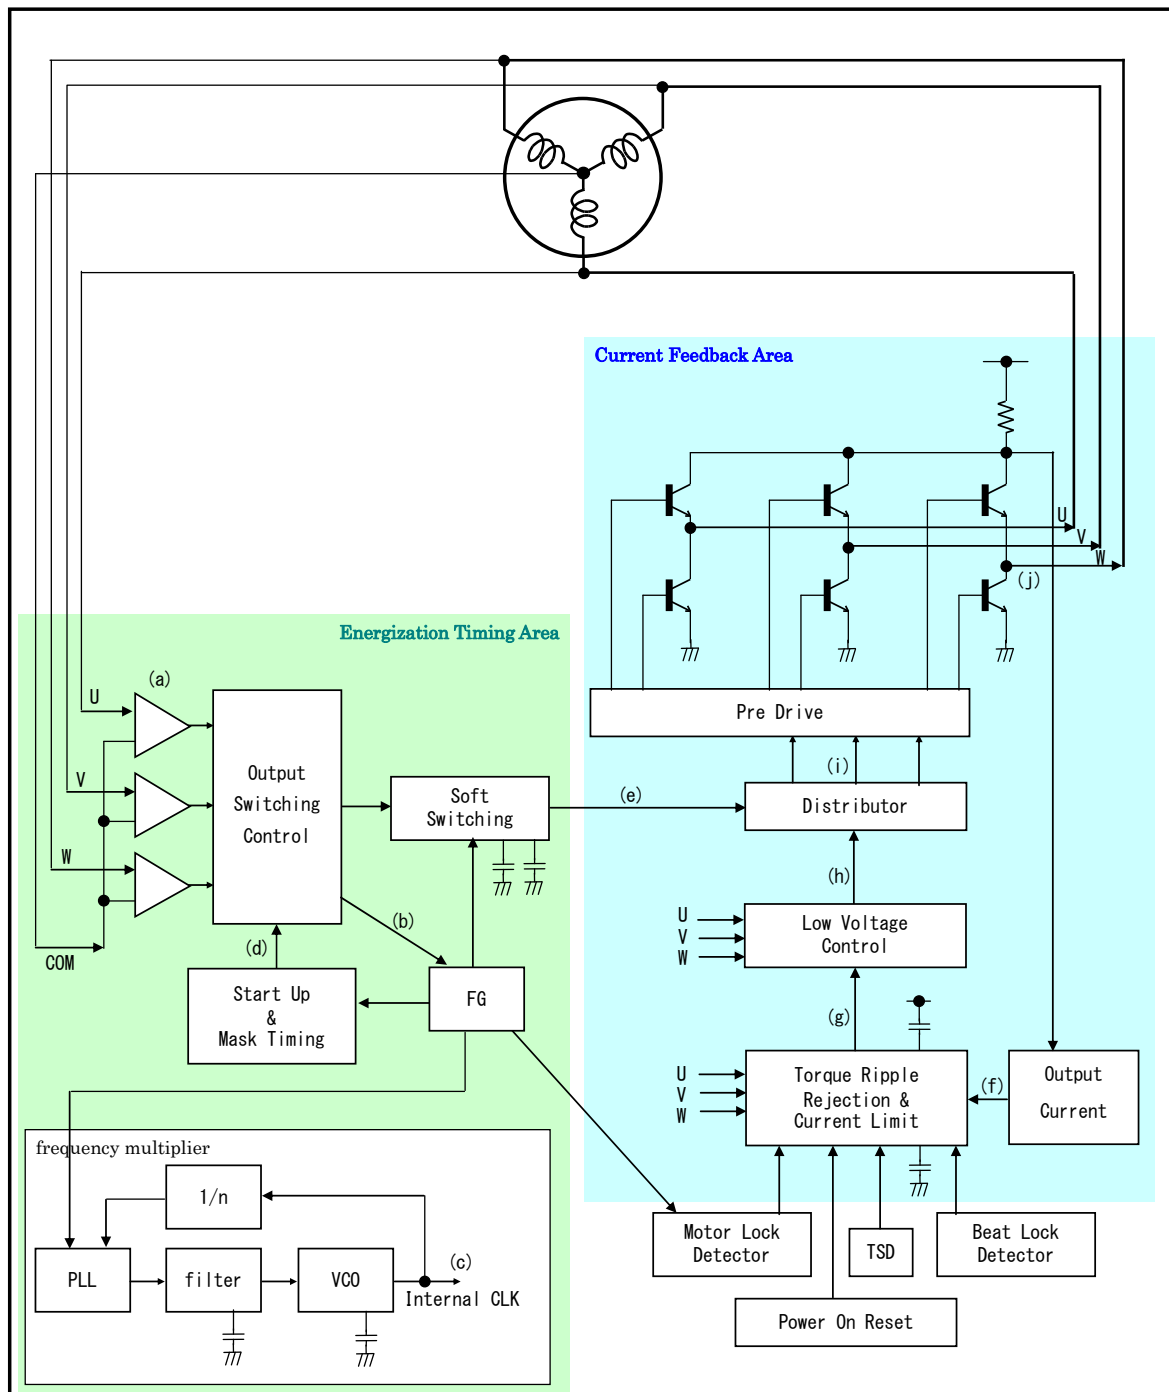 Current Feedback Area
U
V
W
(j)
Energization Timing Area
(a)
U
V
W
COM
Output
Switching
Control
Soft
Switching
(e)
Pre Drive
(i)
Distributor
(h)
U
V
W
Low Voltage
Control
(b)
(d)
Start Up
&
Mask Timing
FG
(g)
U
V
W
Torque Ripple
Rejection &
Current Limit
(f)
Output
Current
frequency multiplier
1/n
PLL
filter
VCO
(c)
Internal CLK
Motor Lock
Detector
TSD
Beat Lock
Detector
Power On Reset